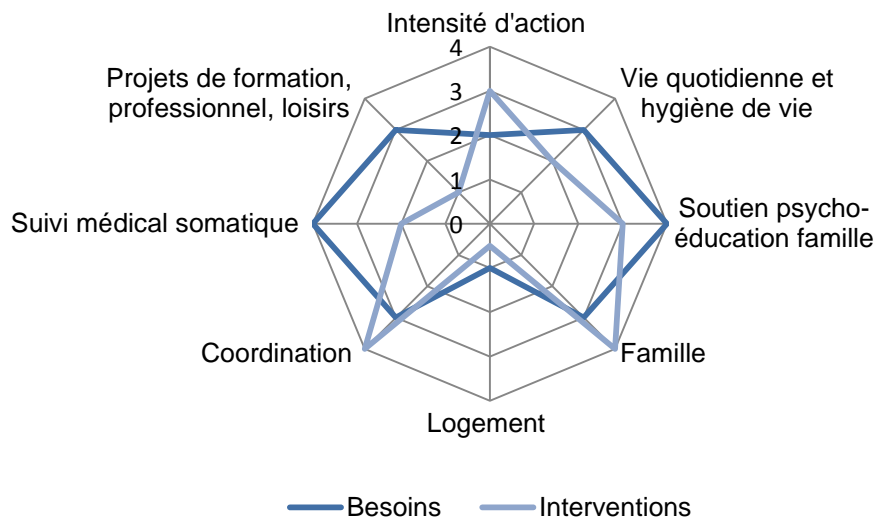 Intensité d'action
4
3
2
1
0
Vie quotidienne et
hygiène de vie
Soutien psycho-
éducation famille
Famille
Logement
Coordination
Suivi médical somatique
Projets de formation,
professionnel, loisirs
Besoins
Interventions